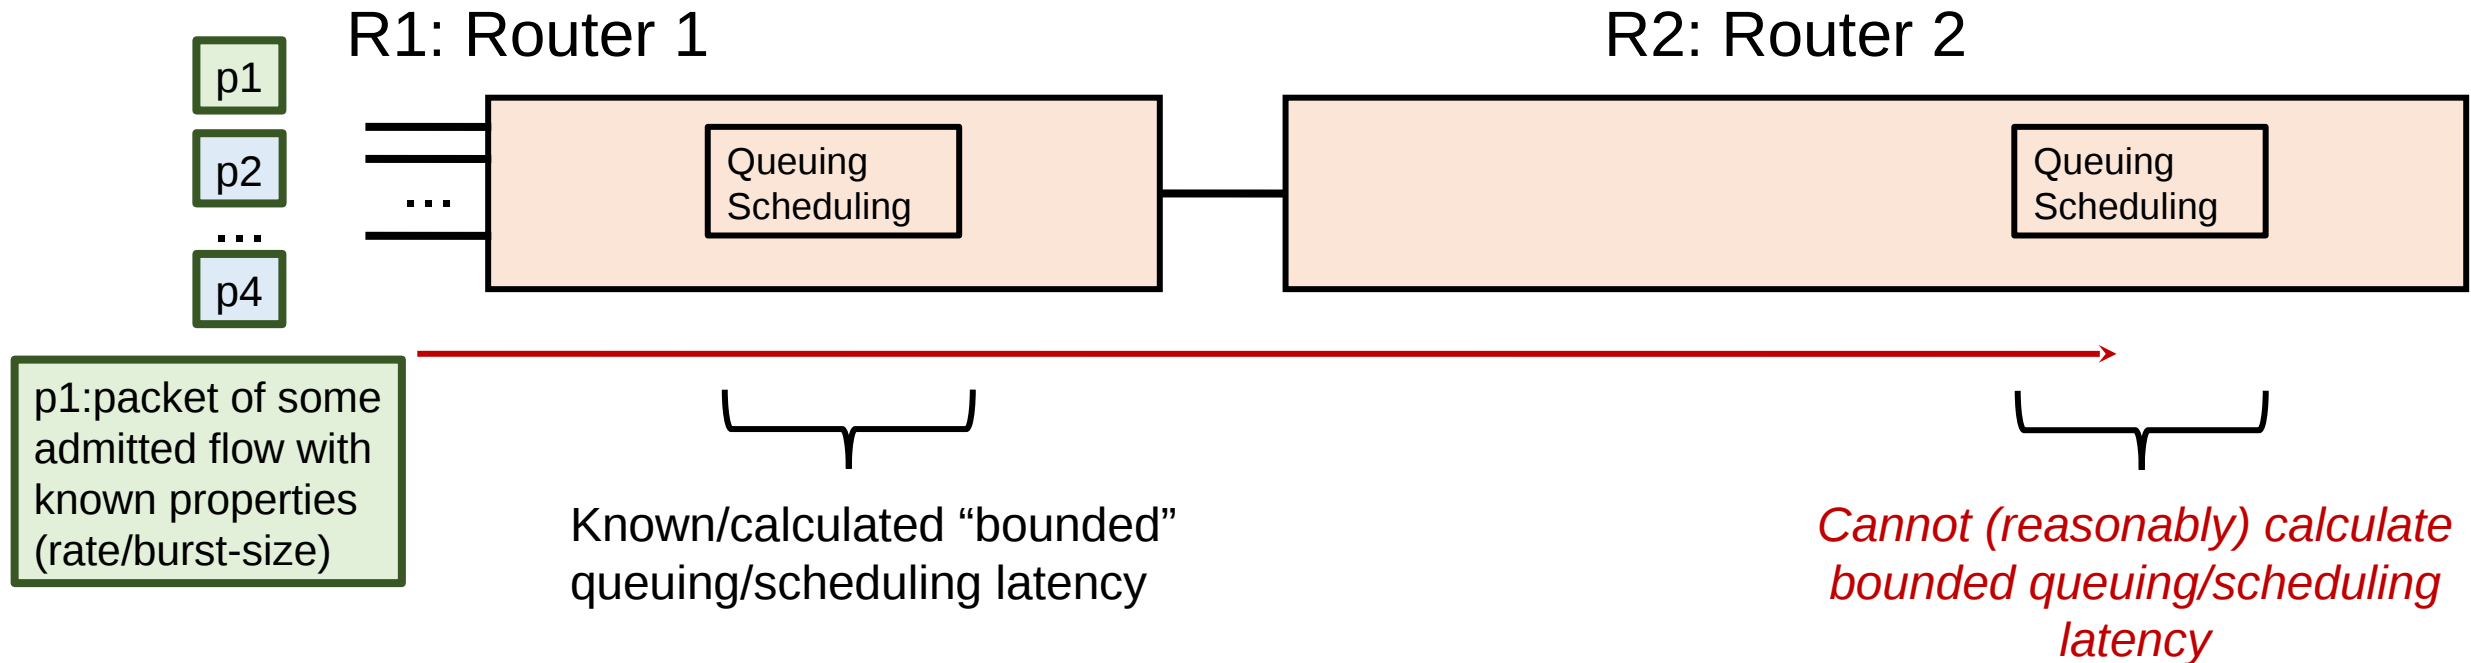 R1: Router 1
R2: Router 2
p1
p2
...
p4
...
Queuing
Scheduling
Queuing
Scheduling
p1:packet of some
admitted flow with
known properties
(rate/burst-size)
Known/calculated “bounded”
queuing/scheduling latency
Cannot (reasonably) calculate
bounded queuing/scheduling
latency